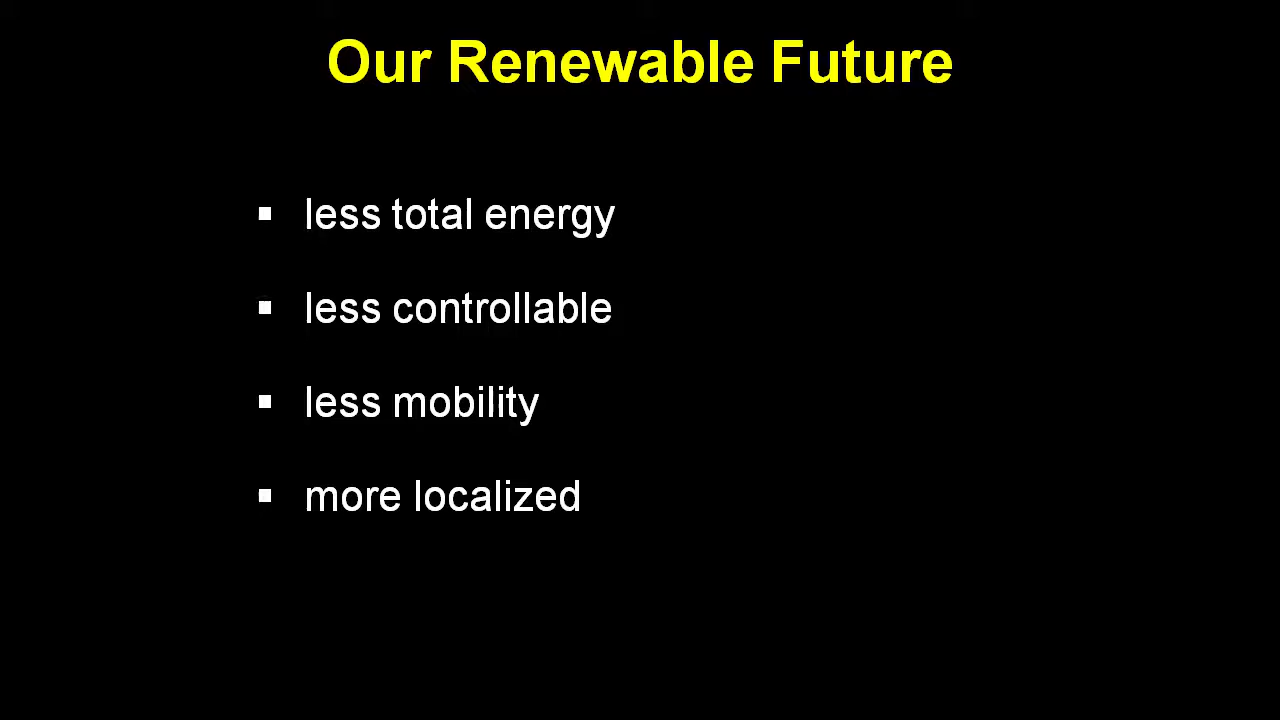 Our Renewable Future
▪ less total energy
▪ less controllable
▪ less mobility
▪ more localized